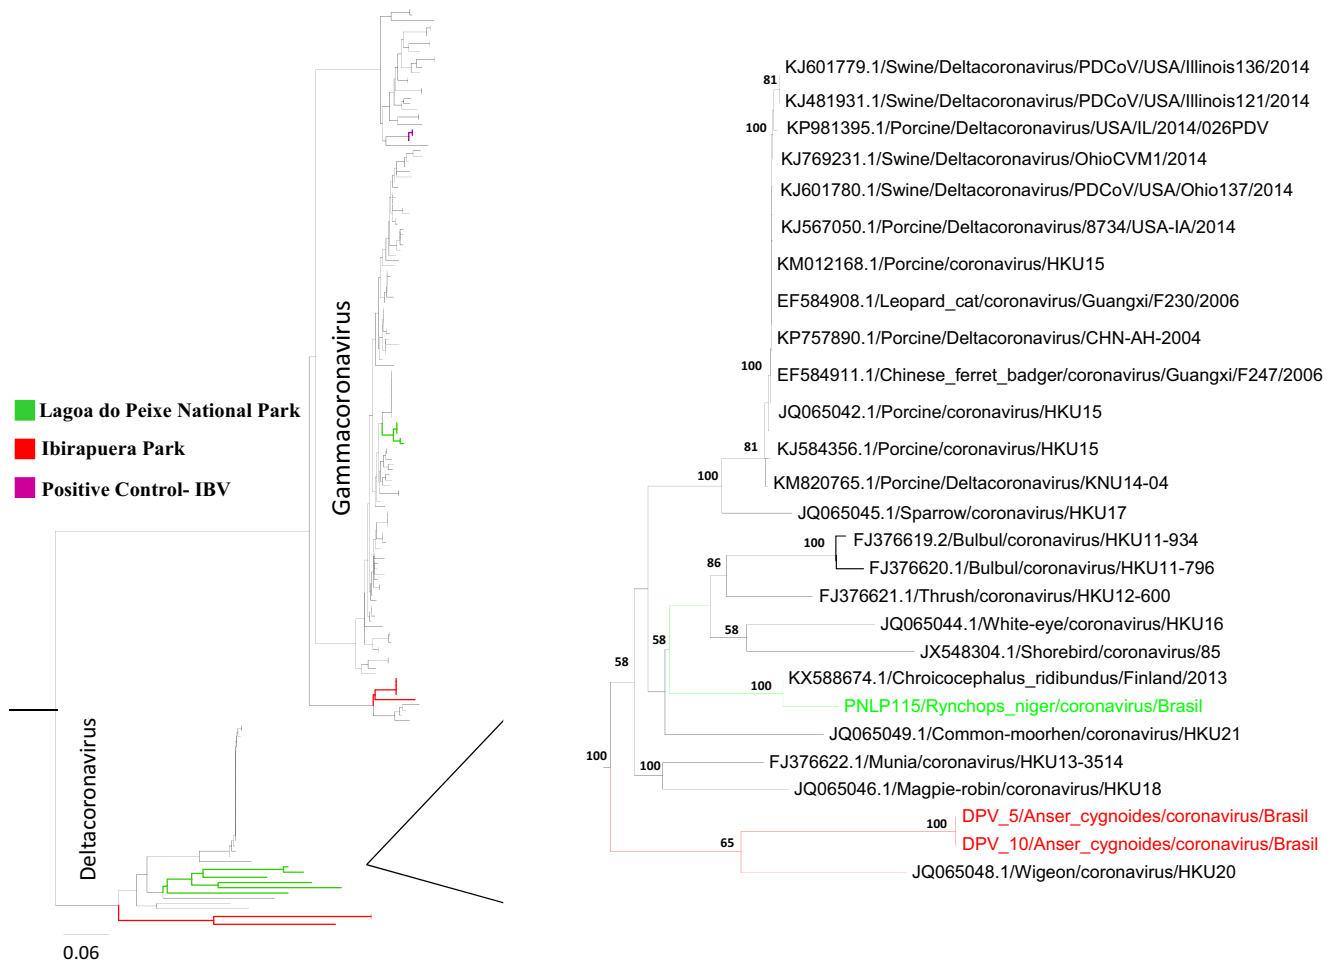 Gammacoronavirus
Lagoa do Peixe National Park
Ibirapuera Park
Positive Control- IBV
Deltacoronavirus
0.06
81
KJ601779.1/Swine/Deltacoronavirus/PDCoV/USA/Illinois136/2014
KJ481931.1/Swine/Deltacoronavirus/PDCoV/USA/Illinois121/2014
100
KP981395.1/Porcine/Deltacoronavirus/USA/IL/2014/026PDV
KJ769231.1/Swine/Deltacoronavirus/OhioCVM1/2014
KJ601780.1/Swine/Deltacoronavirus/PDCoV/USA/Ohio137/2014
KJ567050.1/Porcine/Deltacoronavirus/8734/USA-IA/2014
KM012168.1/Porcine/coronavirus/HKU15
EF584908.1/Leopard_cat/coronavirus/Guangxi/F230/2006
KP757890.1/Porcine/Deltacoronavirus/CHN-AH-2004
100
EF584911.1/Chinese_ferret_badger/coronavirus/Guangxi/F247/2006
JQ065042.1/Porcine/coronavirus/HKU15
81
KJ584356.1/Porcine/coronavirus/HKU15
100
KM820765.1/Porcine/Deltacoronavirus/KNU14-04
JQ065045.1/Sparrow/coronavirus/HKU17
100
FJ376619.2/Bulbul/coronavirus/HKU11-934
86
FJ376620.1/Bulbul/coronavirus/HKU11-796
FJ376621.1/Thrush/coronavirus/HKU12-600
58
58
JQ065044.1/White-eye/coronavirus/HKU16
58
JX548304.1/Shorebird/coronavirus/85
100
KX588674.1/Chroicocephalus_ridibundus/Finland/2013
PNLP115/Rynchops_niger/coronavirus/Brasil
JQ065049.1/Common-moorhen/coronavirus/HKU21
100
100
FJ376622.1/Munia/coronavirus/HKU13-3514
JQ065046.1/Magpie-robin/coronavirus/HKU18
100
DPV_5/Anser_cygnoides/coronavirus/Brasil
65
DPV_10/Anser_cygnoides/coronavirus/Brasil
JQ065048.1/Wigeon/coronavirus/HKU20